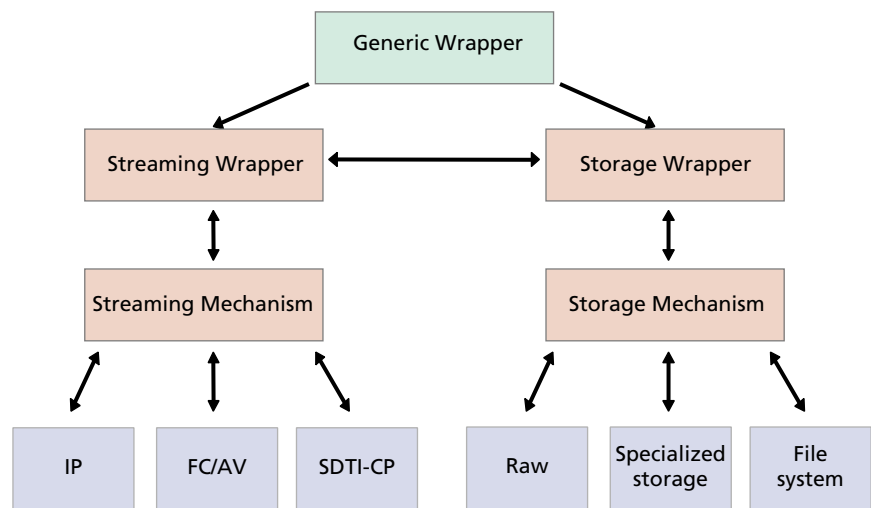 Generic Wrapper
Streaming Wrapper
Storage Wrapper
Streaming Mechanism
Storage Mechanism
IP
FC/AV
SDTI-CP
Raw
Specialized
storage
File
system